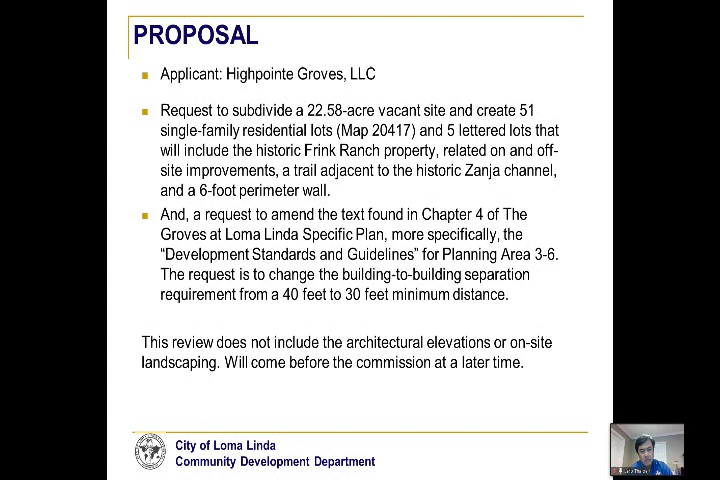 PROPOSAL
Applicant: Highpointe Groves, LLC
Request to subdivide a 22.58-acre vacant site and create 51
single-family residential lots (Map 20417) and 5 lettered lots that
will include the historic Frink Ranch property, related on and off-
site improvements, a trail adjacent to the historic Zanja channel,
and a 6-foot perimeter wall.
And, a request to amend the text found in Chapter 4 of The
Groves at Loma Linda Specific Plan, more specifically, the
“Development Standards and Guidelines” for Planning Area 3-6.
The request is to change the building-to-building separation
requirement from a 40 feet to 30 feet minimum distance.
This review does not include the architectural elevations or on-site
landscaping. Will come before the commission at a later time.
City of Loma Linda
Community Development Department